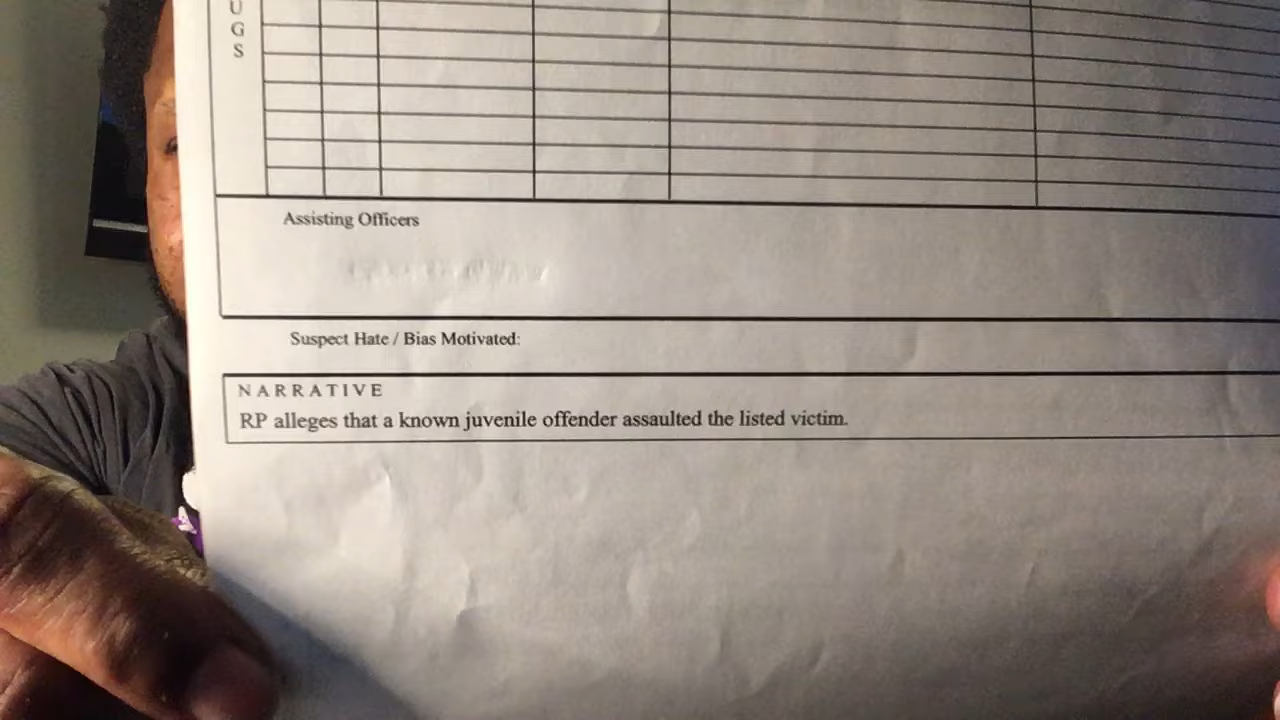 U
G
S
Assisting Officers
Suspect Hate / Bias Motivated:
NARRATIVE
RP alleges that a known juvenile offender assaulted the listed victim.